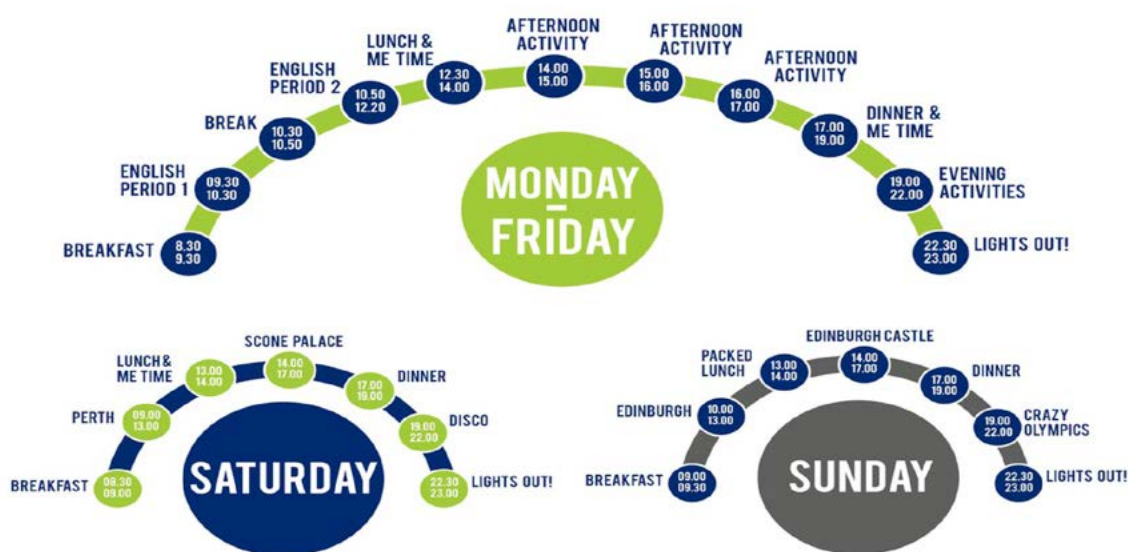 BREAKFAST
8.30
9.30
ENGLISH
PERIOD 1
09.30
10.30
BREAK
10.30
10.50
ENGLISH
PERIOD 2
10.50
12.20
LUNCH &
ME TIME
12.30
14.00
AFTERNOON
ACTIVITY
14.00
15.00
AFTERNOON
ACTIVITY
15.00
16.00
AFTERNOON
ACTIVITY
16.00
17.00
DINNER &
ME TIME
17.00
19.00
EVENING
ACTIVITIES
19.00
22.00
LIGHTS OUT!
22.30
23.00
MONDAY
–
FRIDAY
BREAKFAST
08.30
09.00
PERTH
09.00
13.00
LUNCH &
ME TIME
13.00
14.00
SCONE PALACE
14.00
17.00
DINNER
17.00
19.00
DISCO
19.00
22.00
LIGHTS OUT!
22.30
23.00
SATURDAY
BREAKFAST
09.00
09.30
EDINBURGH
10.00
13.00
PACKED
LUNCH
13.00
14.00
EDINBURGH CASTLE
14.00
17.00
DINNER
17.00
19.00
CRAZY
OLYMPICS
19.00
22.00
LIGHTS OUT!
22.30
23.00
SUNDAY